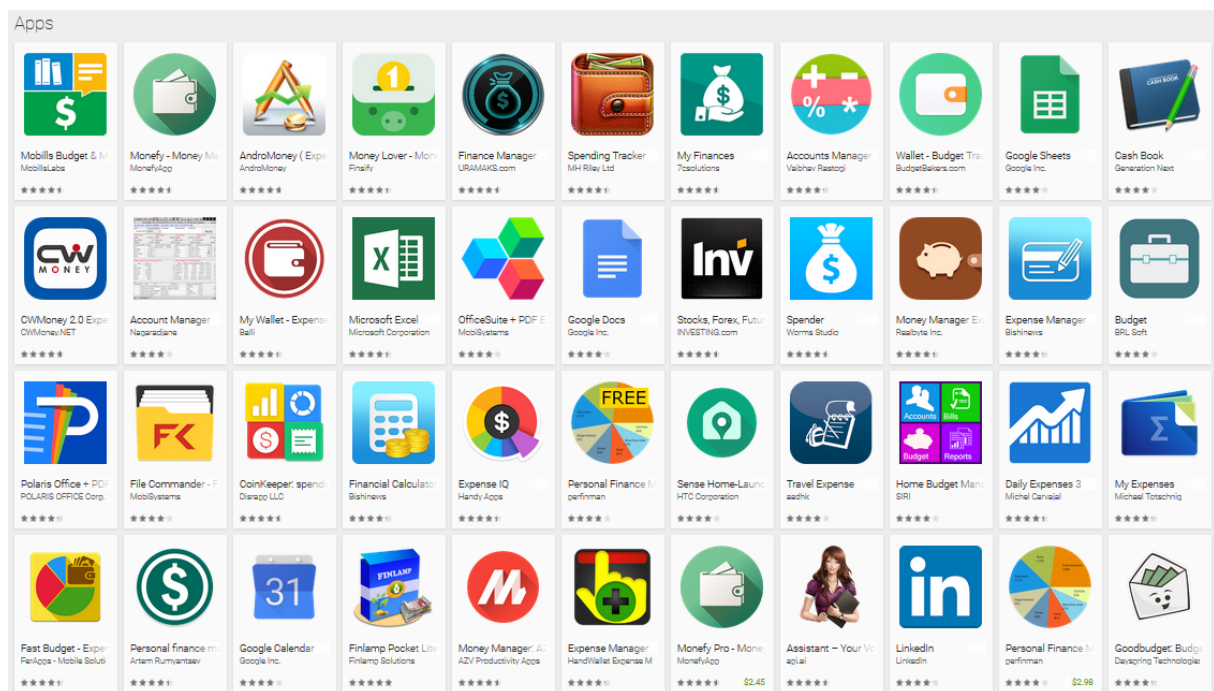 Apps
Mobills Budget & M
MobillsLabs
Monefy - Money Ma
MonefyApp
AndroMoney ( Expe
AndroMoney
1
Money Lover - Mon
Finsify
Finance Manager
URAMAKS.com
Spending Tracker
MH Riley Ltd
My Finances
7csolutions
Accounts Manager
Vaibhav Rastogi
Wallet - Budget Trac
BudgetBakers.com
Google Sheets
Google Inc.
CASH BOOK
Cash Book
Generation Next
CW
MONEY
CWMoney 2.0 Expe
CWMoney.NET
Account Manager
Nagaradjane
My Wallet - Expense
Balli
X
Microsoft Excel
Microsoft Corporation
OfficeSuite + PDF E
MobiSystems
Google Docs
Google Inc.
Inv
Stocks, Forex, Futu
INVESTING.com
Spender
Worms Studio
Money Manager Ex
Realbyte Inc.
Expense Manager
Bishinews
Budget
BRL Soft
Polaris Office + PDF
POLARIS OFFICE Corp.
FK
File Commander - F
MobiSystems
CoinKeeper: spendi
Disrapp LLC
Financial Calculator
Bishinews
Expense IQ
Handy Apps
FREE
Personal Finance M
perfinman
Sense Home-Launc
HTC Corporation
Travel Expense
aadhk
Accounts Bills
Budget Reports
Home Budget Mana
SIRI
Daily Expenses 3
Michel Carvajal
Σ
My Expenses
Michael Totschnig
Fast Budget - Exper
FerApps - Mobile Soluti
Personal finance m
Artem Rumyantsev
31
Google Calendar
Google Inc.
FINLAMP
Finlamp Pocket Lite
Finlamp Solutions
Money Manager: AZ
AZV Productivity Apps
Expense Manager
HandWallet Expense M
Monefy Pro - Mone
MonefyApp
$2.45
Assistant – Your Vo
api.ai
in
LinkedIn
LinkedIn
Personal Finance M
perfinman
$2.98
Goodbudget: Budge
Dayspring Technologies